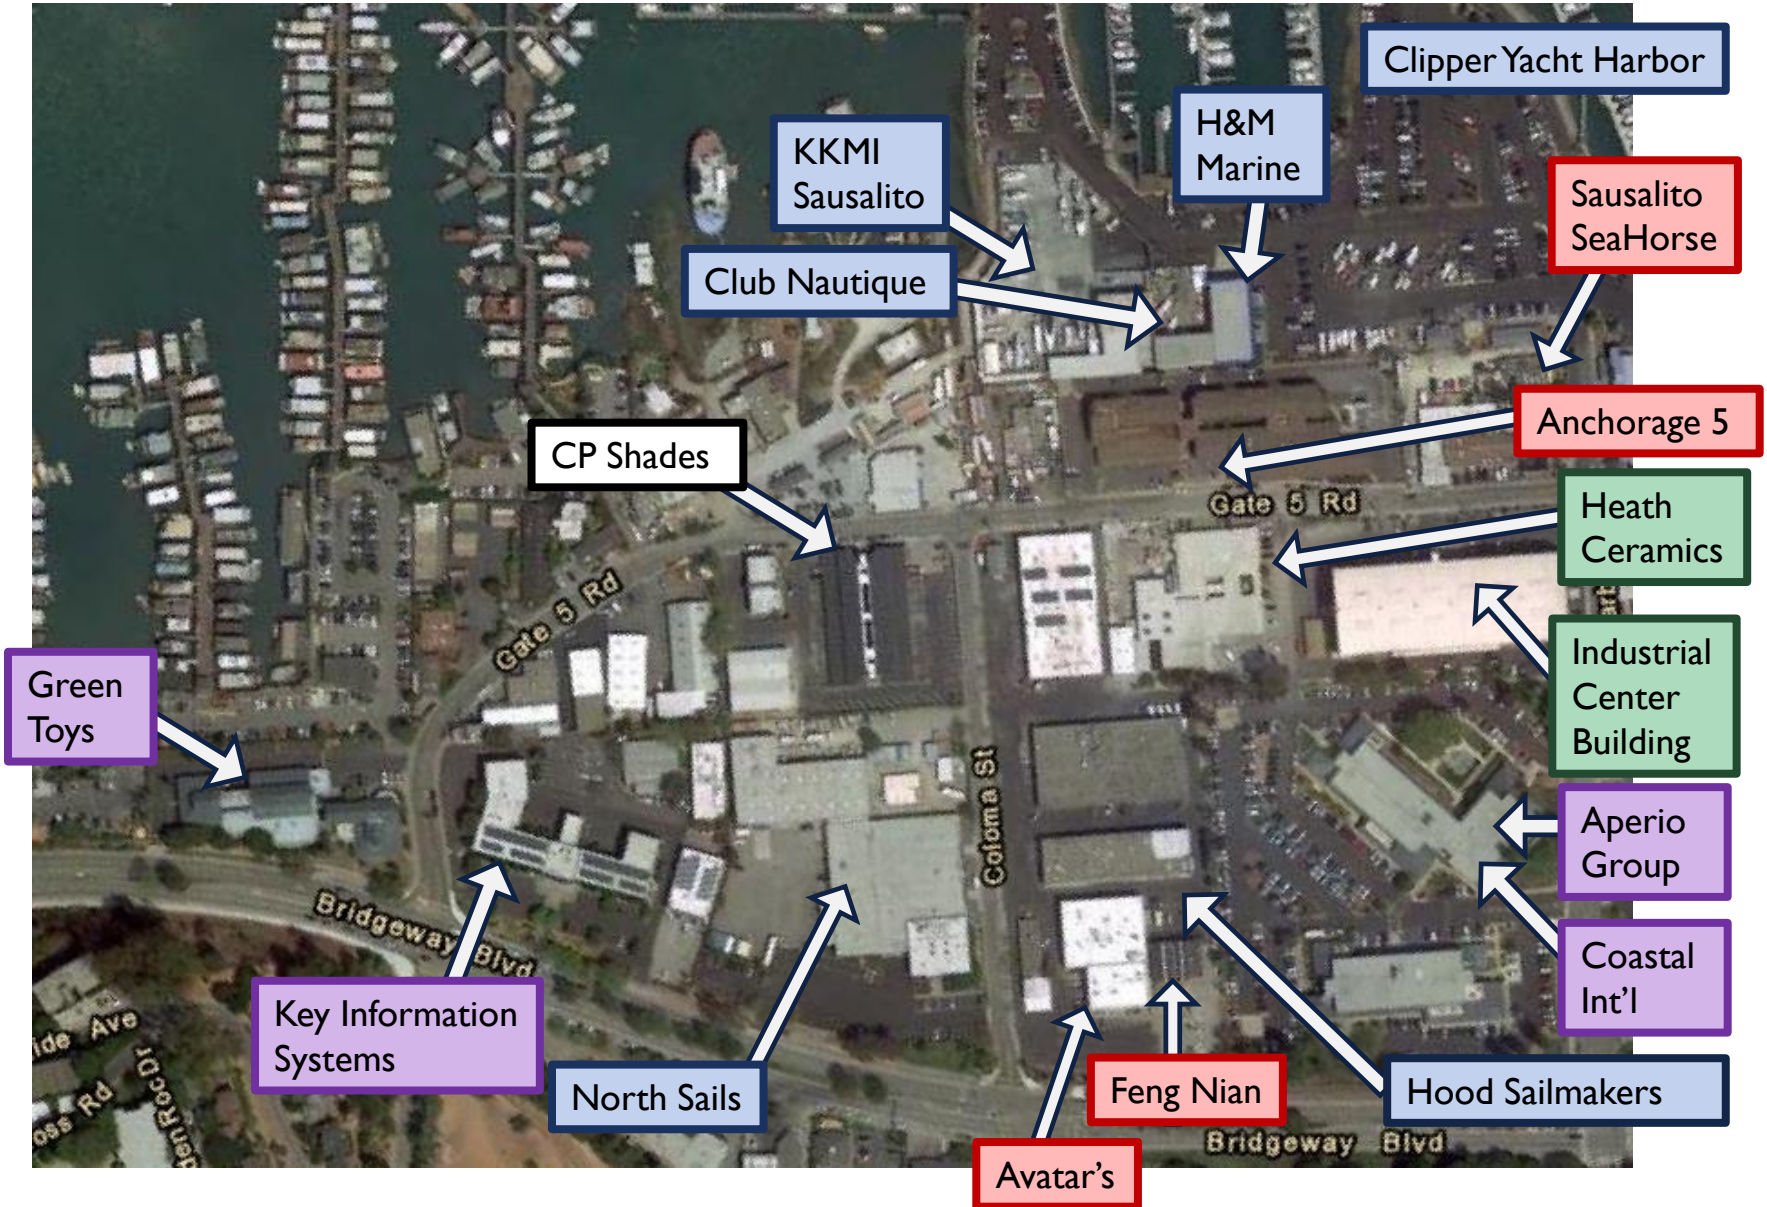 Clipper Yacht Harbor
H&M
Marine
KKMI
Sausalito
Sausalito
SeaHorse
Club Nautique
Anchorage 5
CP Shades
Gate 5 Rd
Heath
Ceramics
Gate 5 Rd
Industrial
Center
Building
Green
Toys
Coloma St
Aperio
Group
Bridgeway Blvd
Coastal
Int'l
Key Information
Systems
North Sails
Feng Nian
Hood Sailmakers
Bridgeway Blvd
Avatar's